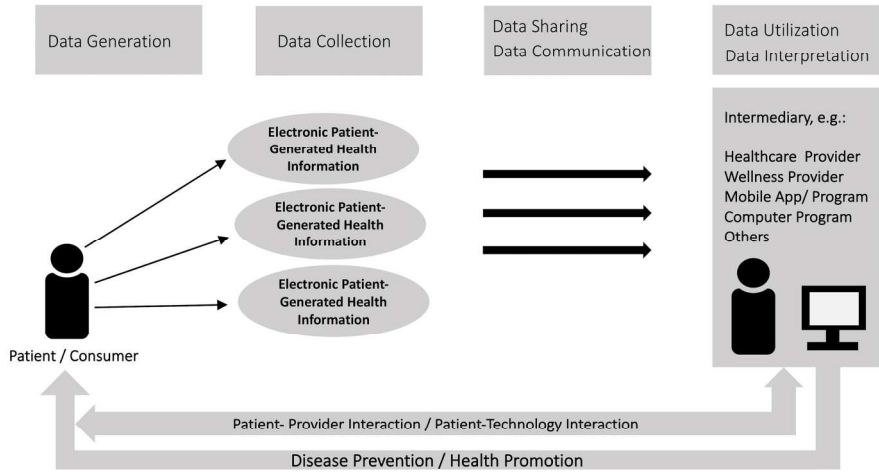 Data Generation
Data Collection
Data Sharing
Data Communication
Data Utilization
Data Interpretation
Electronic Patient-
Generated Health
Information
Electronic Patient-
Generated Health
Information
Electronic Patient-
Generated Health
Information
Intermediary, e.g.:
Healthcare Provider
Wellness Provider
Mobile App/ Program
Computer Program
Others
Patient / Consumer
Patient- Provider Interaction / Patient-Technology Interaction
Disease Prevention / Health Promotion